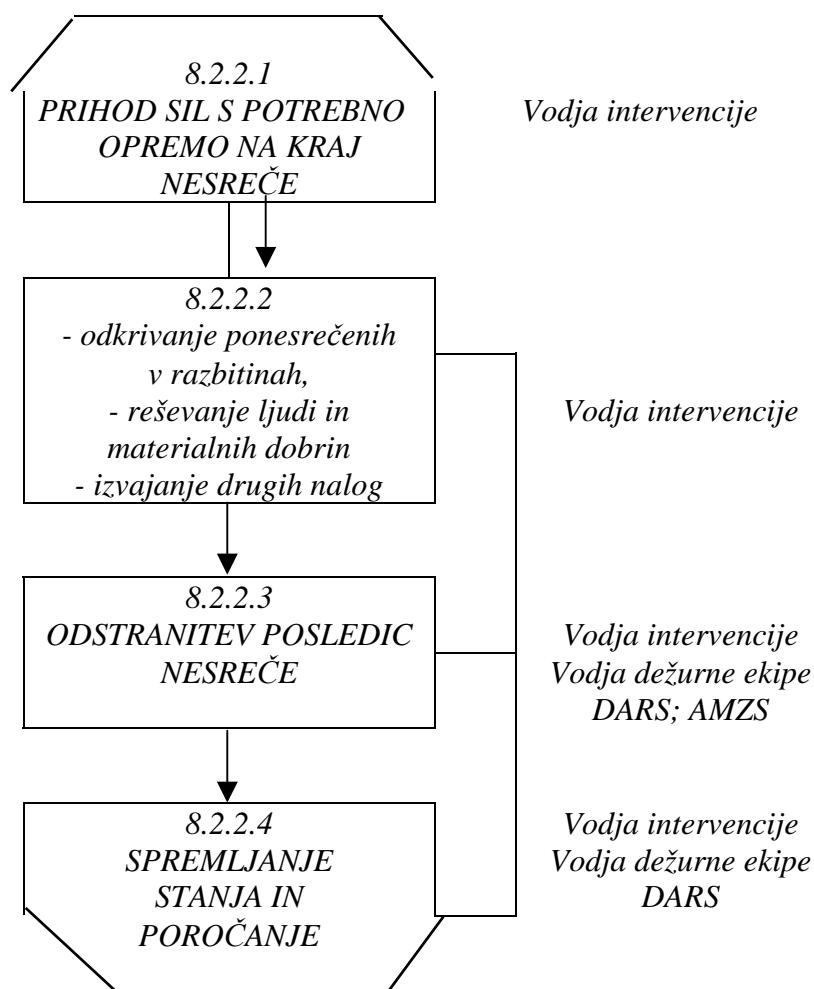 8.2.2.1
PRIHOD SIL S POTREBNO
OPREMO NA KRAJ
NESREČE
Vodja intervencije
8.2.2.2
- odkrivanje ponesrečenih
v razbitinah,
- reševanje ljudi in
materialnih dobrin
- izvajanje drugih nalog
Vodja intervencije
8.2.2.3
ODSTRANITEV POSLEDIC
NESREČE
Vodja intervencije
Vodja dežurne ekipe
DARS; AMZS
8.2.2.4
SPREMLJANJE
STANJA IN
POROČANJE
Vodja intervencije
Vodja dežurne ekipe
DARS